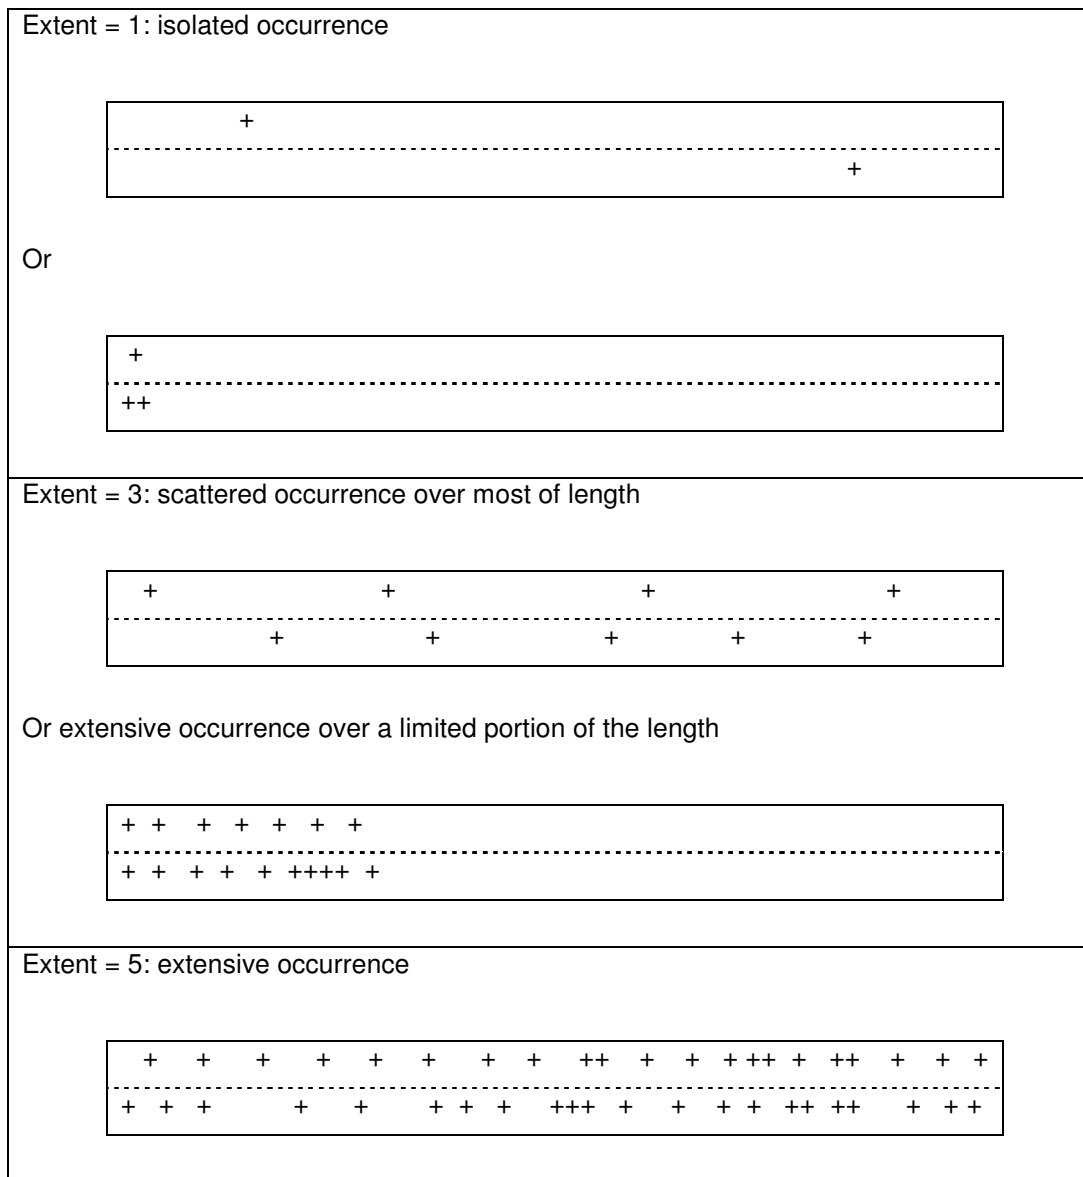 Extent = 1: isolated occurrence
+
+
Or
+
++
Extent = 3: scattered occurrence over most of length
+ + + +
+ + + + +
Or extensive occurrence over a limited portion of the length
+ + + + + + +
+ + + + + ++++ +
Extent = 5: extensive occurrence
+ + + + + + + + ++ + + + ++ + ++ + + +
+ + + + + + + + +++ + + + + ++ ++ + + +